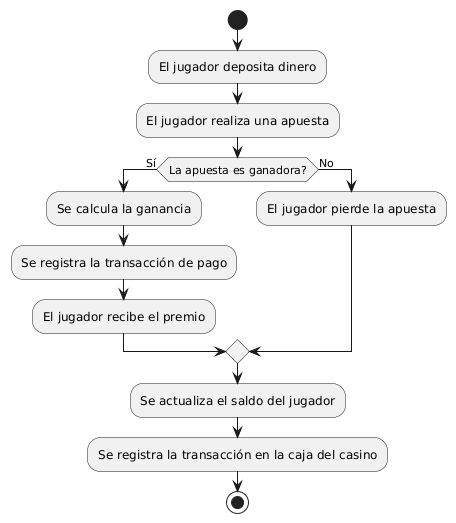 El jugador deposita dinero
El jugador realiza una apuesta
La apuesta es ganadora?
Sí
No
Se calcula la ganancia
El jugador pierde la apuesta
Se registra la transacción de pago
El jugador recibe el premio
Se actualiza el saldo del jugador
Se registra la transacción en la caja del casino